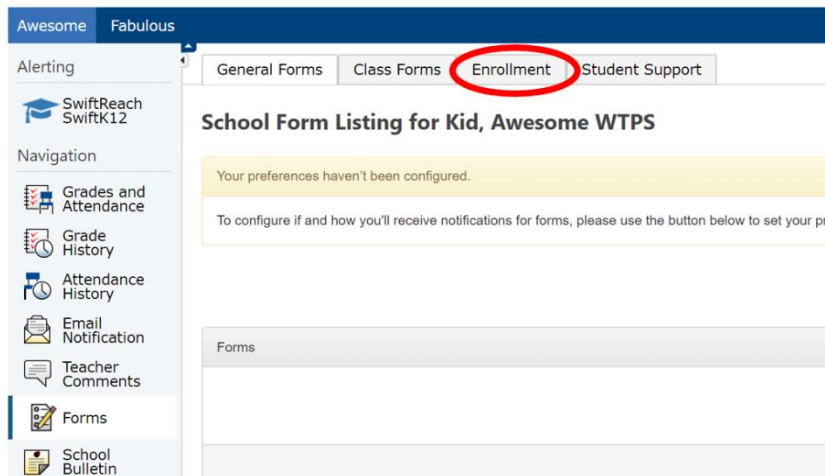 Awesome Fabulous
Alerting
SwiftReach
SwiftK12
Navigation
Grades and
Attendance
Grade
History
Attendance
History
Email
Notification
Teacher
Comments
Forms
School
Bulletin
General Forms Class Forms Enrollment Student Support
School Form Listing for Kid, Awesome WTPS
Your preferences haven't been configured.
To configure if and how you'll receive notifications for forms, please use the button below to set your
Forms